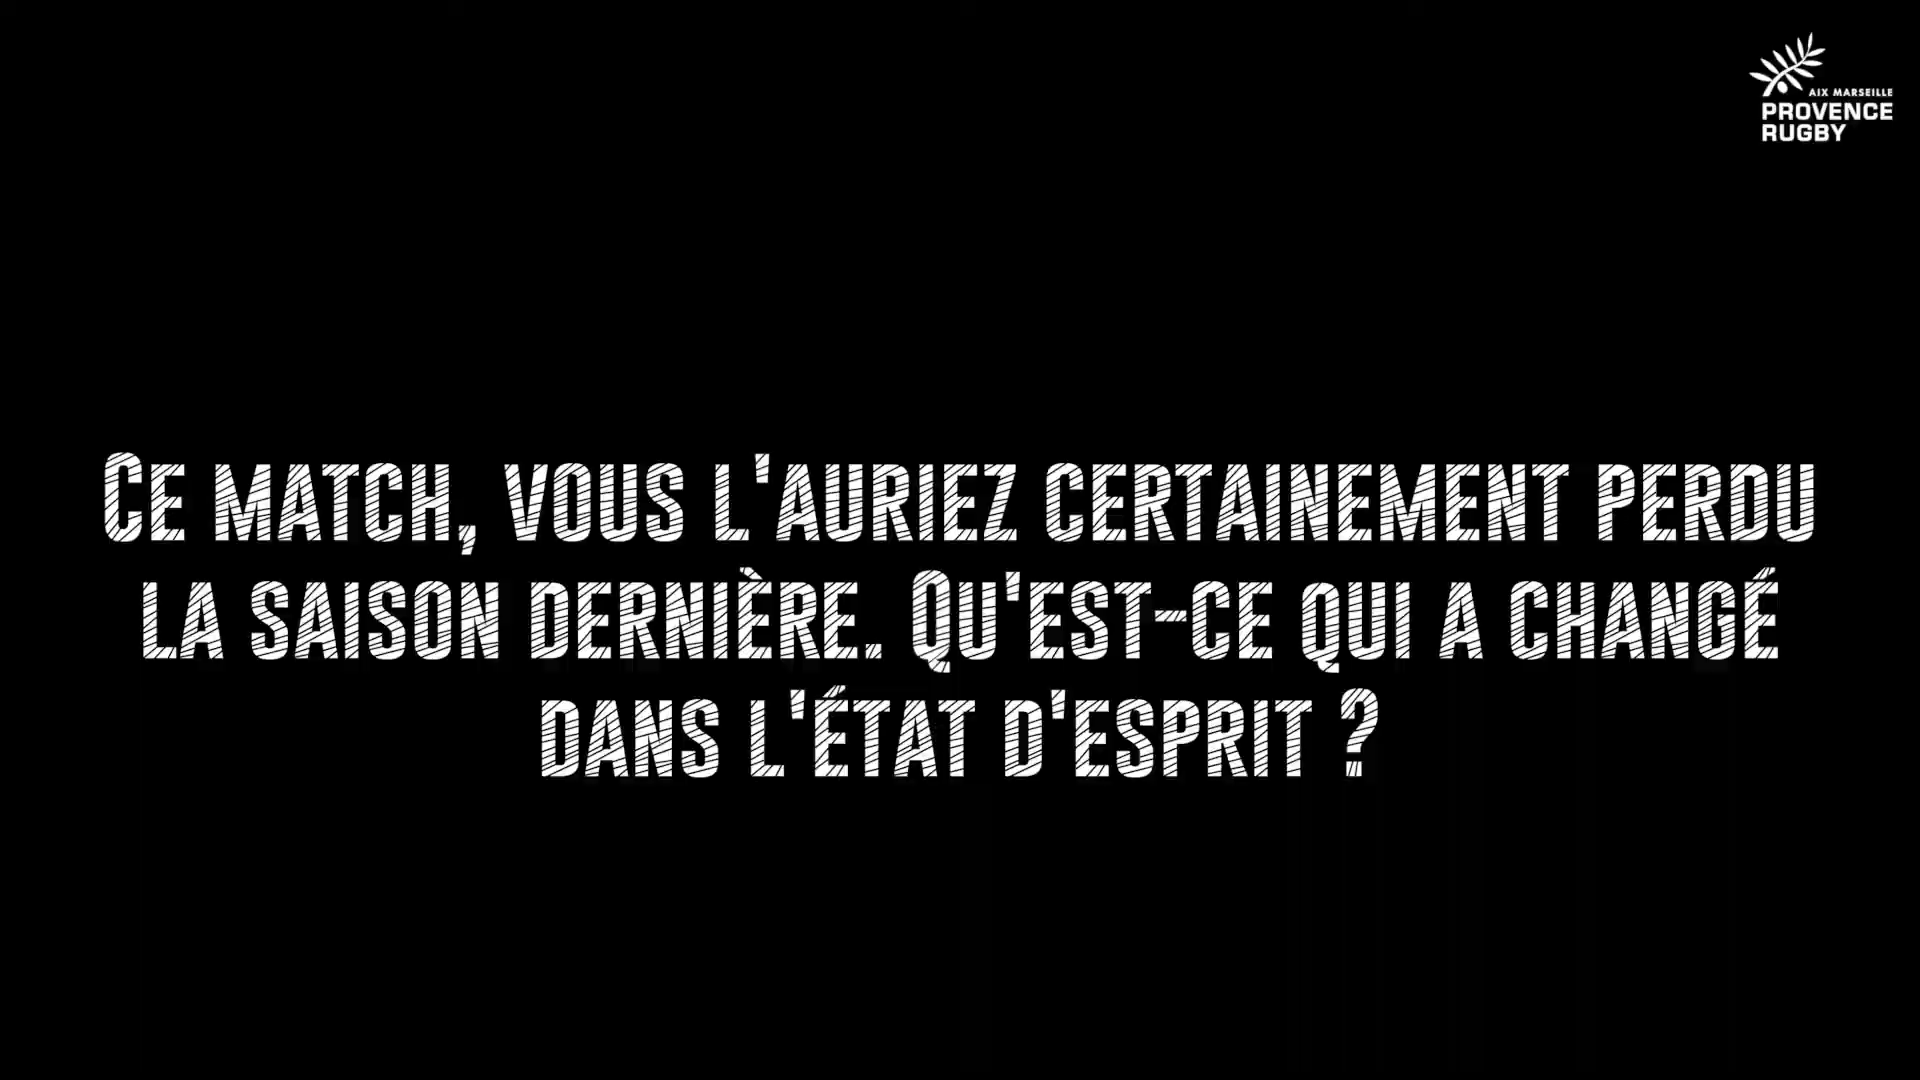 AIX MARSEILLE
PROVENCE
RUGBY
Ce match, vous l'auriez certainement perdu
la saison dernière. Qu'est-ce qui a changé
dans l'état d'esprit ?